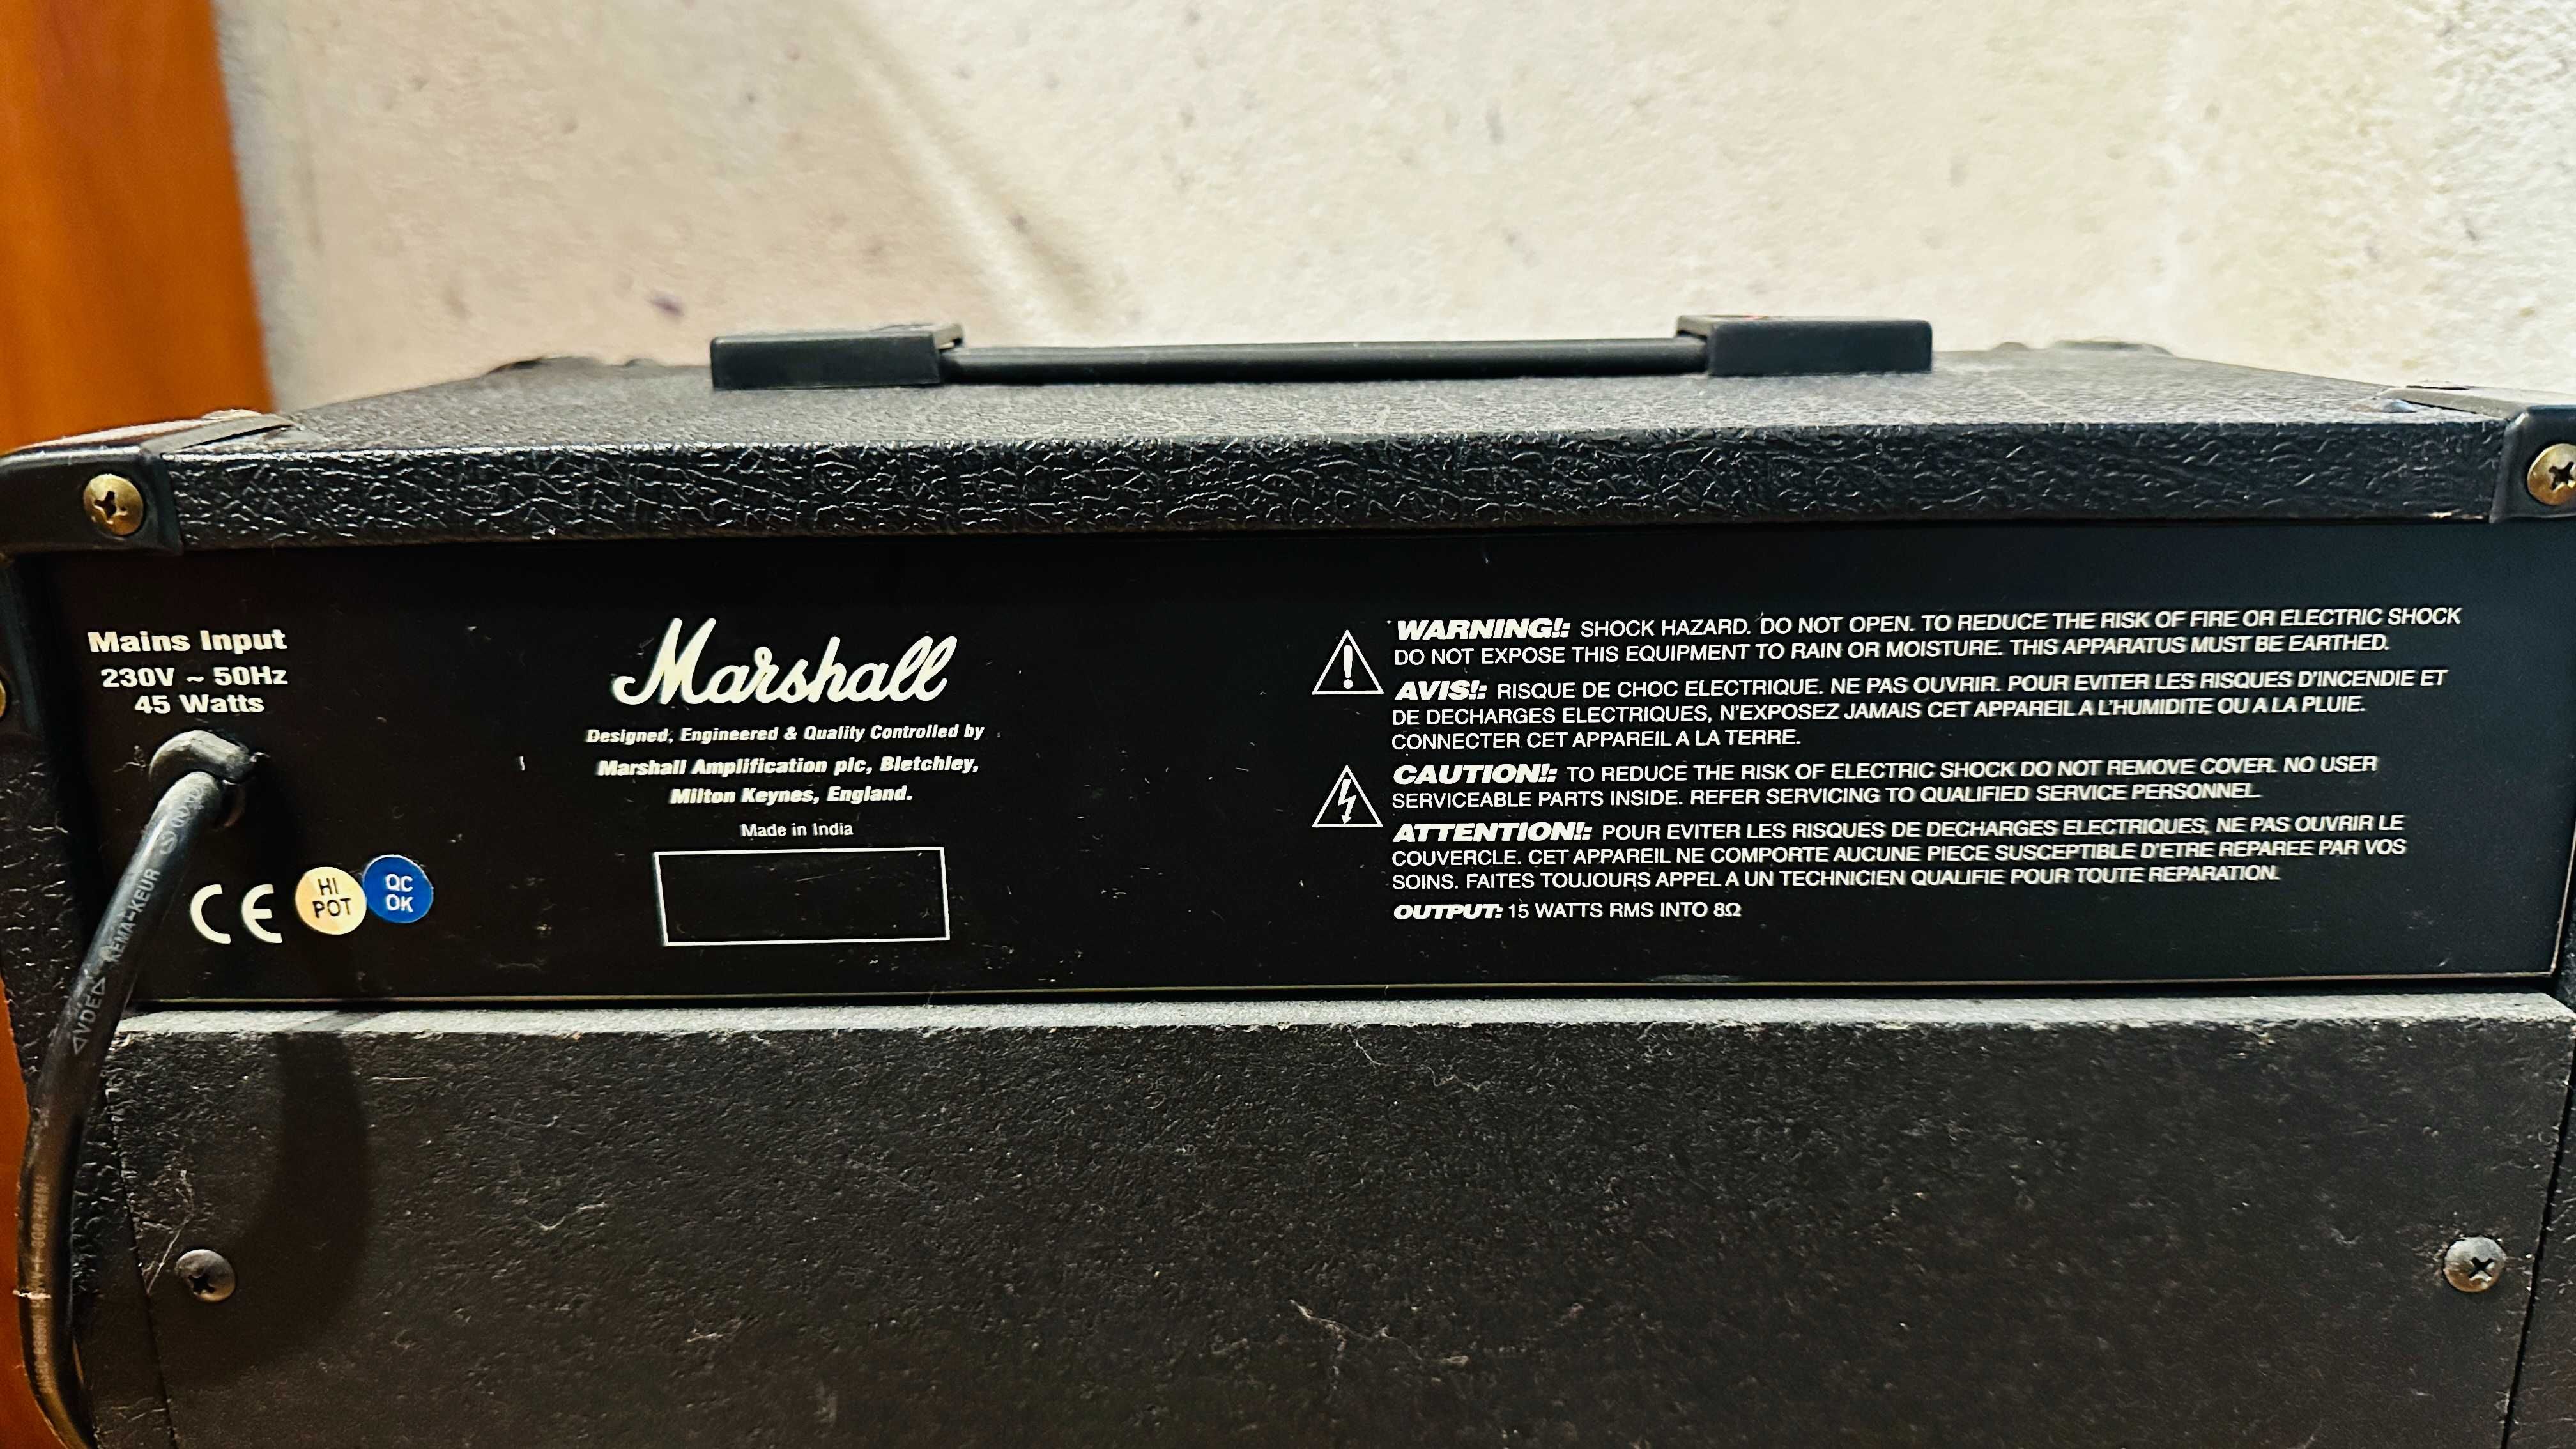 Mains Input
230V ~ 50Hz
45 Watts
CE
HI
POT
QC
OK
VDE KEMA-KEUR
Marshall
Designed, Engineered & Quality Controlled by
Marshall Amplification plc, Bletchley,
Milton Keynes, England.
Made in India
WARNING!: SHOCK HAZARD. DO NOT OPEN. TO REDUCE THE RISK OF FIRE OR ELECTRIC SHOCK
DO NOT EXPOSE THIS EQUIPMENT TO RAIN OR MOISTURE. THIS APPARATUS MUST BE EARTHED.
AVIS!: RISQUE DE CHOC ELECTRIQUE. NE PAS OUVRIR. POUR EVITER LES RISQUES D'INCENDIE ET
DE DECHARGES ELECTRIQUES, N'EXPOSEZ JAMAIS CET APPAREIL A L'HUMIDITE OU A LA PLUIE.
CONNECTER CET APPAREIL A LA TERRE.
CAUTION!: TO REDUCE THE RISK OF ELECTRIC SHOCK DO NOT REMOVE COVER. NO USER
SERVICEABLE PARTS INSIDE. REFER SERVICING TO QUALIFIED SERVICE PERSONNEL.
ATTENTION!: POUR EVITER LES RISQUES DE DECHARGES ELECTRIQUES, NE PAS OUVRIR LE
COUVERCLE. CET APPAREIL NE COMPORTE AUCUNE PIECE SUSCEPTIBLE D'ETRE REPAREE PAR VOS
SOINS. FAITES TOUJOURS APPEL A UN TECHNICIEN QUALIFIE POUR TOUTE REPARATION.
OUTPUT: 15 WATTS RMS INTO 8Ω